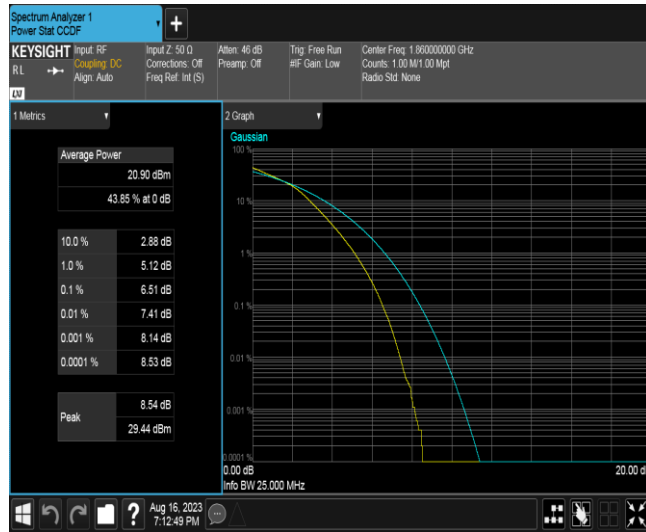 Spectrum Analyzer 1
Power Stat CCDF
+
KEYSIGHT
RL
LXI
Input: RF
Coupling: DC
Align: Auto
Input Z: 50 Ω
Corrections: Off
Freq Ref: Int (S)
Atten: 46 dB
Preamp: Off
Trig: Free Run
#IF Gain: Low
Center Freq: 1.860000000 GHz
Counts: 1.00 M/1.00 Mpt
Radio Std: None
1 Metrics
Average Power
20.90 dBm
43.85 % at 0 dB
10.0 % 2.88 dB
1.0 % 5.12 dB
0.1 % 6.51 dB
0.01 % 7.41 dB
0.001 % 8.14 dB
0.0001 % 8.53 dB
Peak
8.54 dB
29.44 dBm
2 Graph
Gaussian
100 %
10 %
1 %
0.1 %
0.01 %
0.001 %
0.0001 %
0.00 dB
20.00 d
Info BW 25.000 MHz
?
Aug 16, 2023
7:12:49 PM